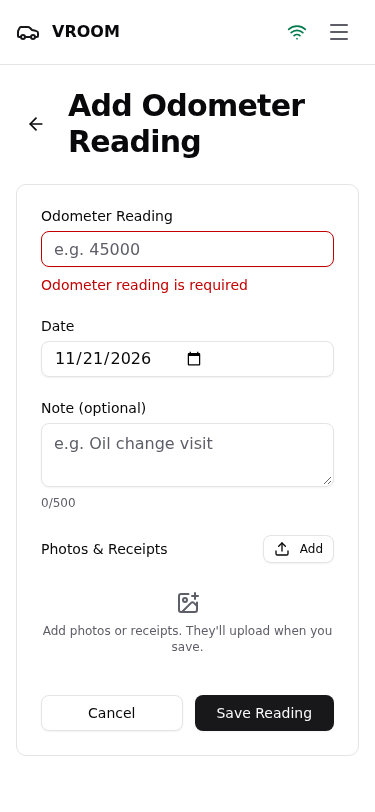 VROOM
Add Odometer
Reading
Odometer Reading
e.g. 45000
Odometer reading is required
Date
11/21/2026
Note (optional)
e.g. Oil change visit
0/500
Photos & Receipts
Add
Add photos or receipts. They'll upload when you
save.
Cancel
Save Reading